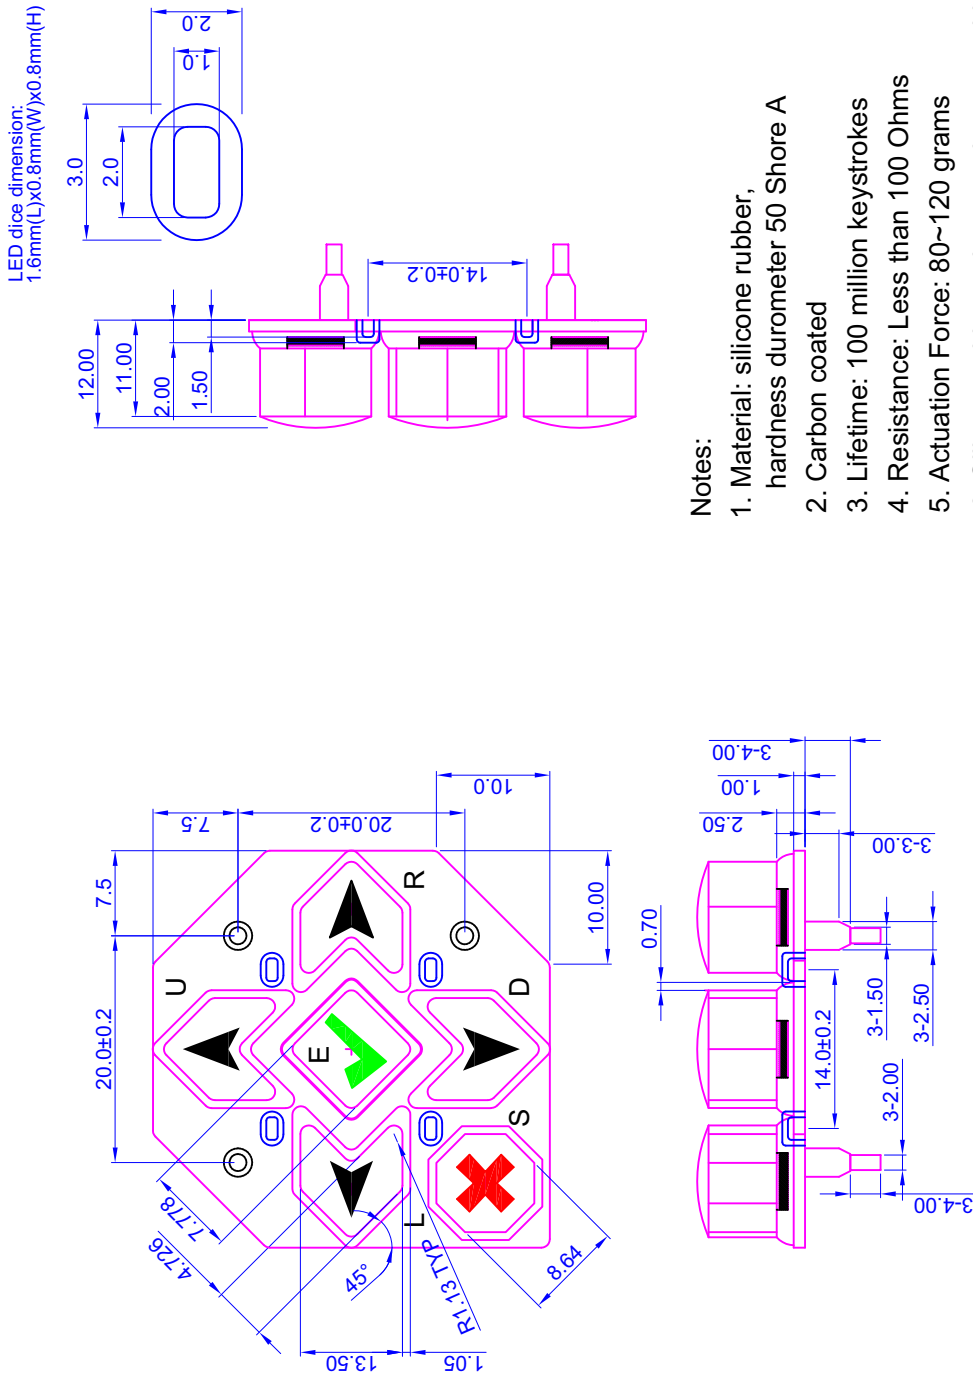 LED dice dimension:
1.6mm(L)x0.8mm(W)x0.8mm(H)
3.0
2.0
2.0
1.0
12.00
11.00
2.00
1.50
14.0±0.2
Notes:
1. Material: silicone rubber,
hardness durometer 50 Shore A
2. Carbon coated
3. Lifetime: 100 million keystrokes
4. Resistance: Less than 100 Ohms
5. Actuation Force: 80~120 grams
7.5
20.0±0.2
7.5
20.0±0.2
10.0
10.00
U
R
E
D
L
S
7.778
4.726
45°
R1.13 TYP
8.64
13.50
1.05
3-4.00
1.00
2.50
3-3.00
0.70
14.0±0.2
3-1.50
3-2.50
3-2.00
3-4.00